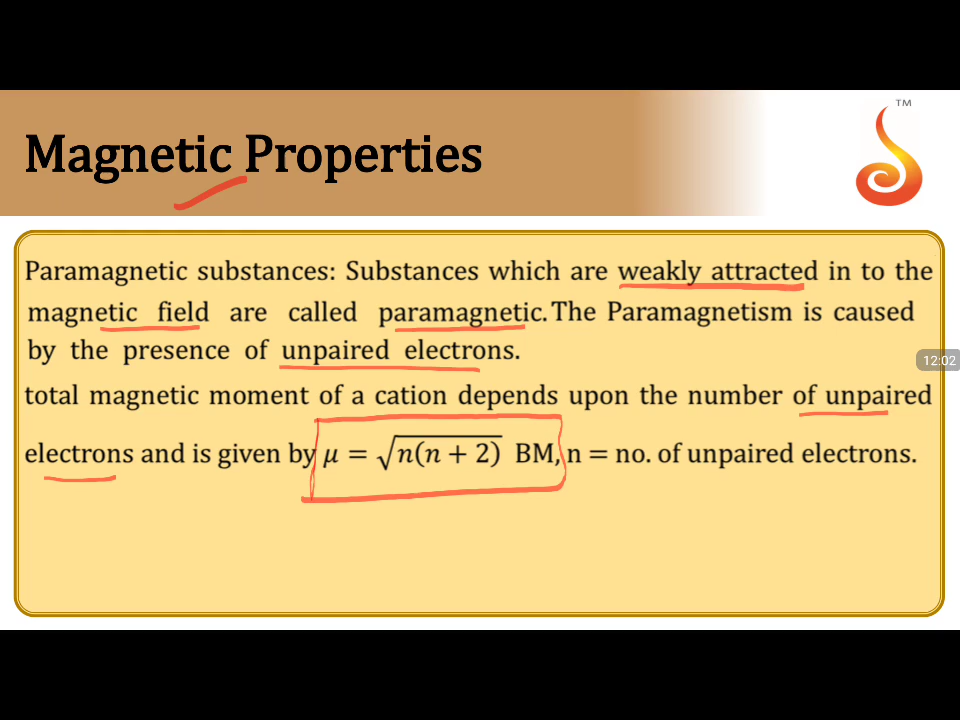 TM
Magnetic Properties
Paramagnetic substances: Substances which are weakly attracted in to the
magnetic field are called paramagnetic. The Paramagnetism is caused
by the presence of unpaired electrons.
12:02
total magnetic moment of a cation depends upon the number of unpaired
electrons and is given by μ = √n(n + 2) BM, n = no. of unpaired electrons.